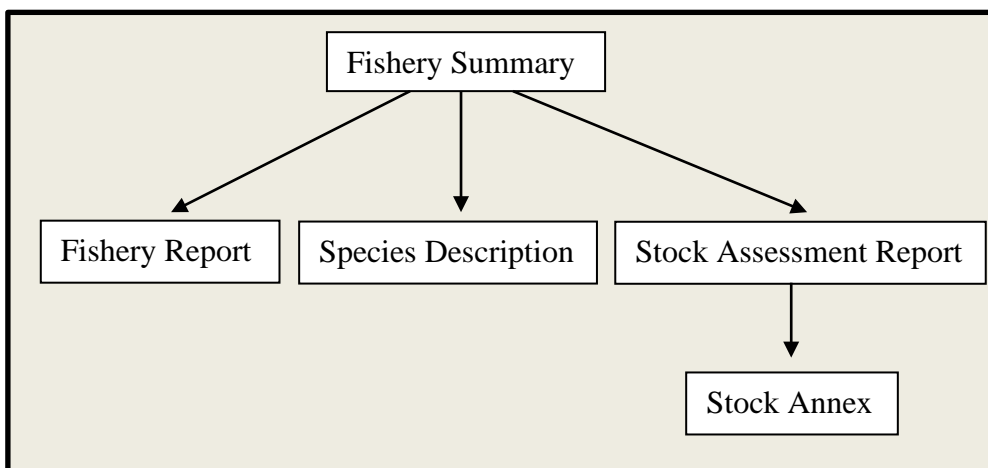 Fishery Summary
Fishery Report
Species Description
Stock Assessment Report
Stock Annex